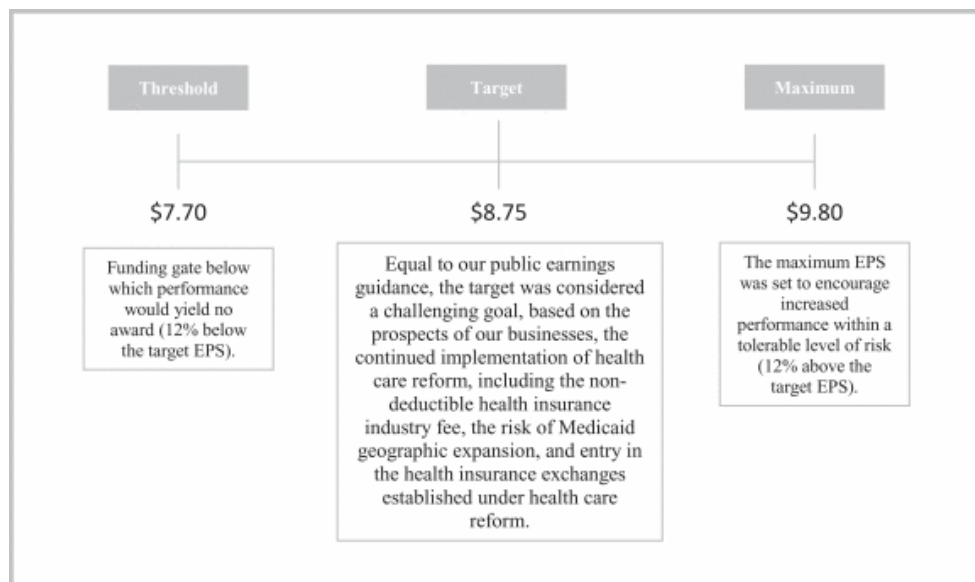 Threshold
Target
Maximum
$7.70
$8.75
$9.80
Funding gate below
which performance
would yield no
award (12% below
the target EPS).
Equal to our public earnings
guidance, the target was considered
a challenging goal, based on the
prospects of our businesses, the
continued implementation of health
care reform, including the non-
deductible health insurance
industry fee, the risk of Medicaid
geographic expansion, and entry in
the health insurance exchanges
established under health care
reform.
The maximum EPS
was set to encourage
increased
performance within a
tolerable level of risk
(12% above the
target EPS).